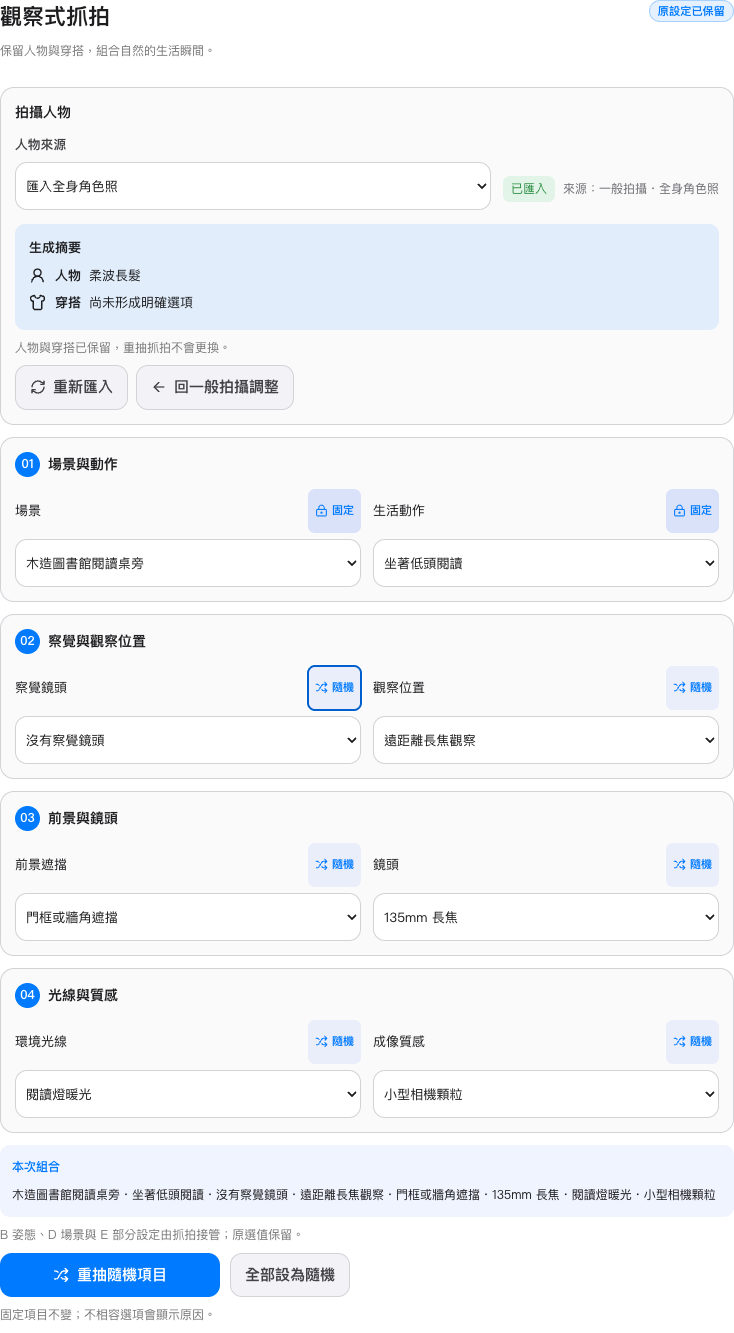 觀察式抓拍
原設定已保留
保留人物與穿搭，組合自然的生活瞬間。
拍攝人物
人物來源
匯入全身角色照
已匯入 來源：一般拍攝・全身角色照
生成摘要
人物 柔波長髮
穿搭 尚未形成明確選項
人物與穿搭已保留，重抽抓拍不會更換。
重新匯入 ← 回一般拍攝調整
01 場景與動作
場景 固定 生活動作 固定
木造圖書館閱讀桌旁 坐著低頭閱讀
02 察覺與觀察位置
察覺鏡頭 隨機 觀察位置 隨機
沒有察覺鏡頭 遠距離長焦觀察
03 前景與鏡頭
前景遮擋 隨機 鏡頭 隨機
門框或牆角遮擋 135mm 長焦
04 光線與質感
環境光線 隨機 成像質感 隨機
閱讀燈暖光 小型相機顆粒
本次組合
木造圖書館閱讀桌旁・坐著低頭閱讀・沒有察覺鏡頭・遠距離長焦觀察・門框或牆角遮擋・135mm 長焦・閱讀燈暖光・小型相機顆粒
B 姿態、D 場景與 E 部分設定由抓拍接管；原選值保留。
重抽隨機項目 全部設為隨機
固定項目不變；不相容選項會顯示原因。